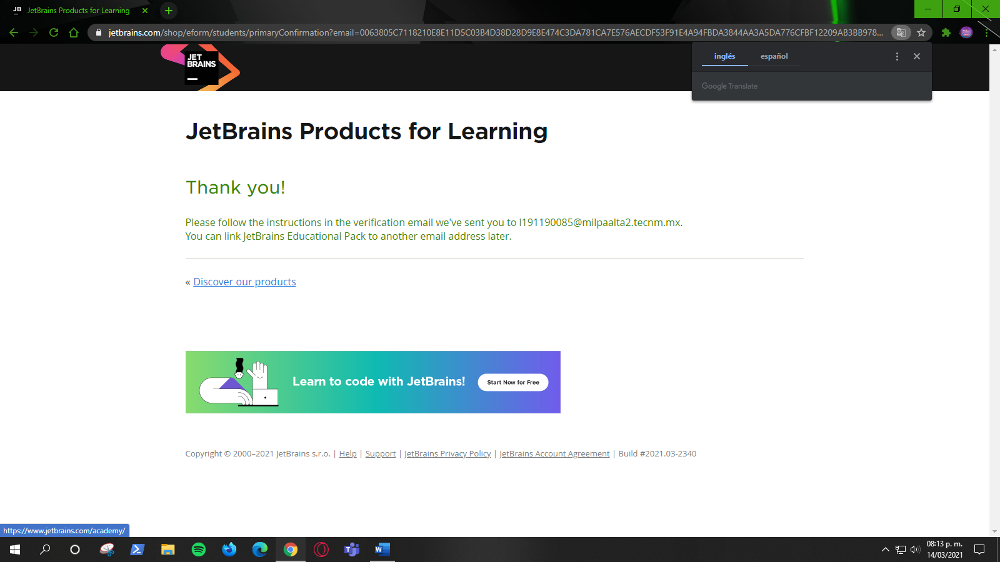 JB JetBrains Products for Learning
jetbrains.com/shop/eform/students/primaryConfirmation?email=0063805C7118210E8E11D5C03B4D38D28D9E8E474C3DA781CA7E576AECDF53F91E4A94FBDA3844AA3A5DA776CFBF12209AB3BB978...
inglés español
Google Translate
JET
BRAINS
JetBrains Products for Learning
Thank you!
Please follow the instructions in the verification email we've sent you to l191190085@milpaalta2.tecnm.mx.
You can link JetBrains Educational Pack to another email address later.
« Discover our products
Learn to code with JetBrains! Start Now for Free
Copyright © 2000–2021 JetBrains s.r.o. | Help | Support | JetBrains Privacy Policy | JetBrains Account Agreement | Build #2021.03-2340
https://www.jetbrains.com/academy/
08:13 p. m.
14/03/2021